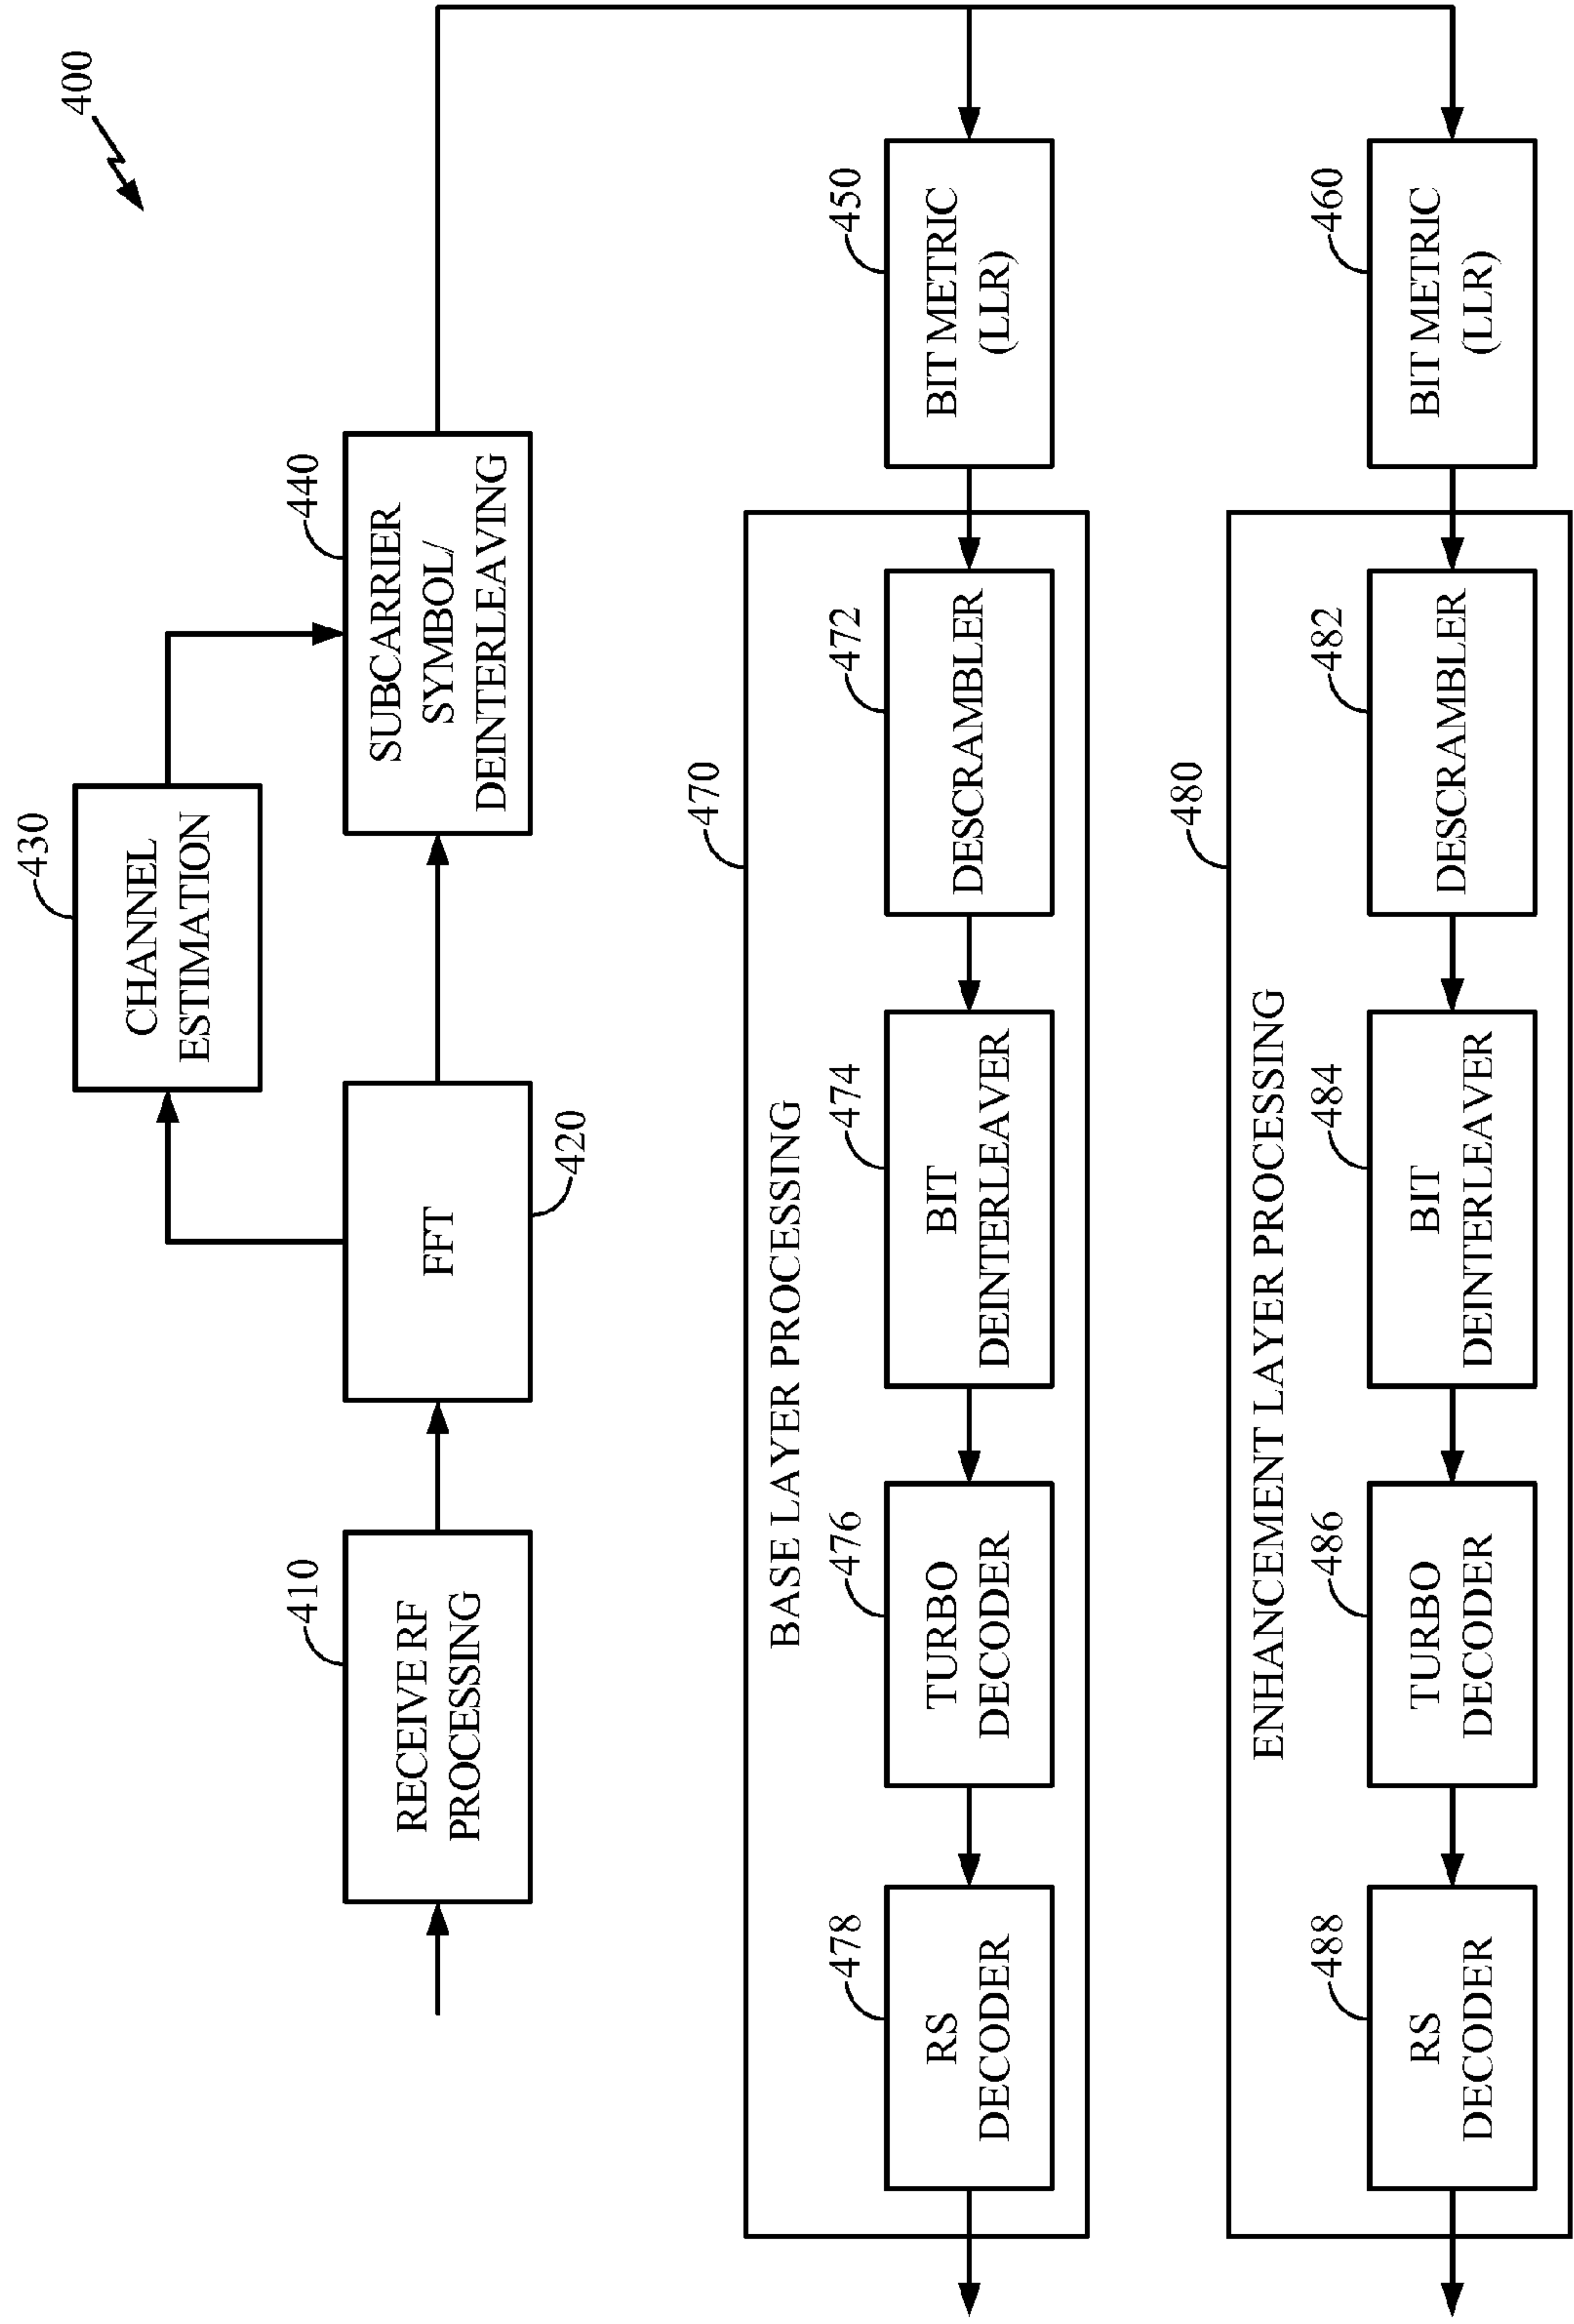 400
430
CHANNEL
ESTIMATION
410
RECEIVE RF
PROCESSING
FFT
420
440
SUBCARRIER
SYMBOL/
DEINTERLEAVING
470
BASE LAYER PROCESSING
478
RS
DECODER
476
TURBO
DECODER
474
BIT
DEINTERLEAVER
472
DESCRAMBLER
450
BIT METRIC
(LLR)
480
ENHANCEMENT LAYER PROCESSING
488
RS
DECODER
486
TURBO
DECODER
484
BIT
DEINTERLEAVER
482
DESCRAMBLER
460
BIT METRIC
(LLR)